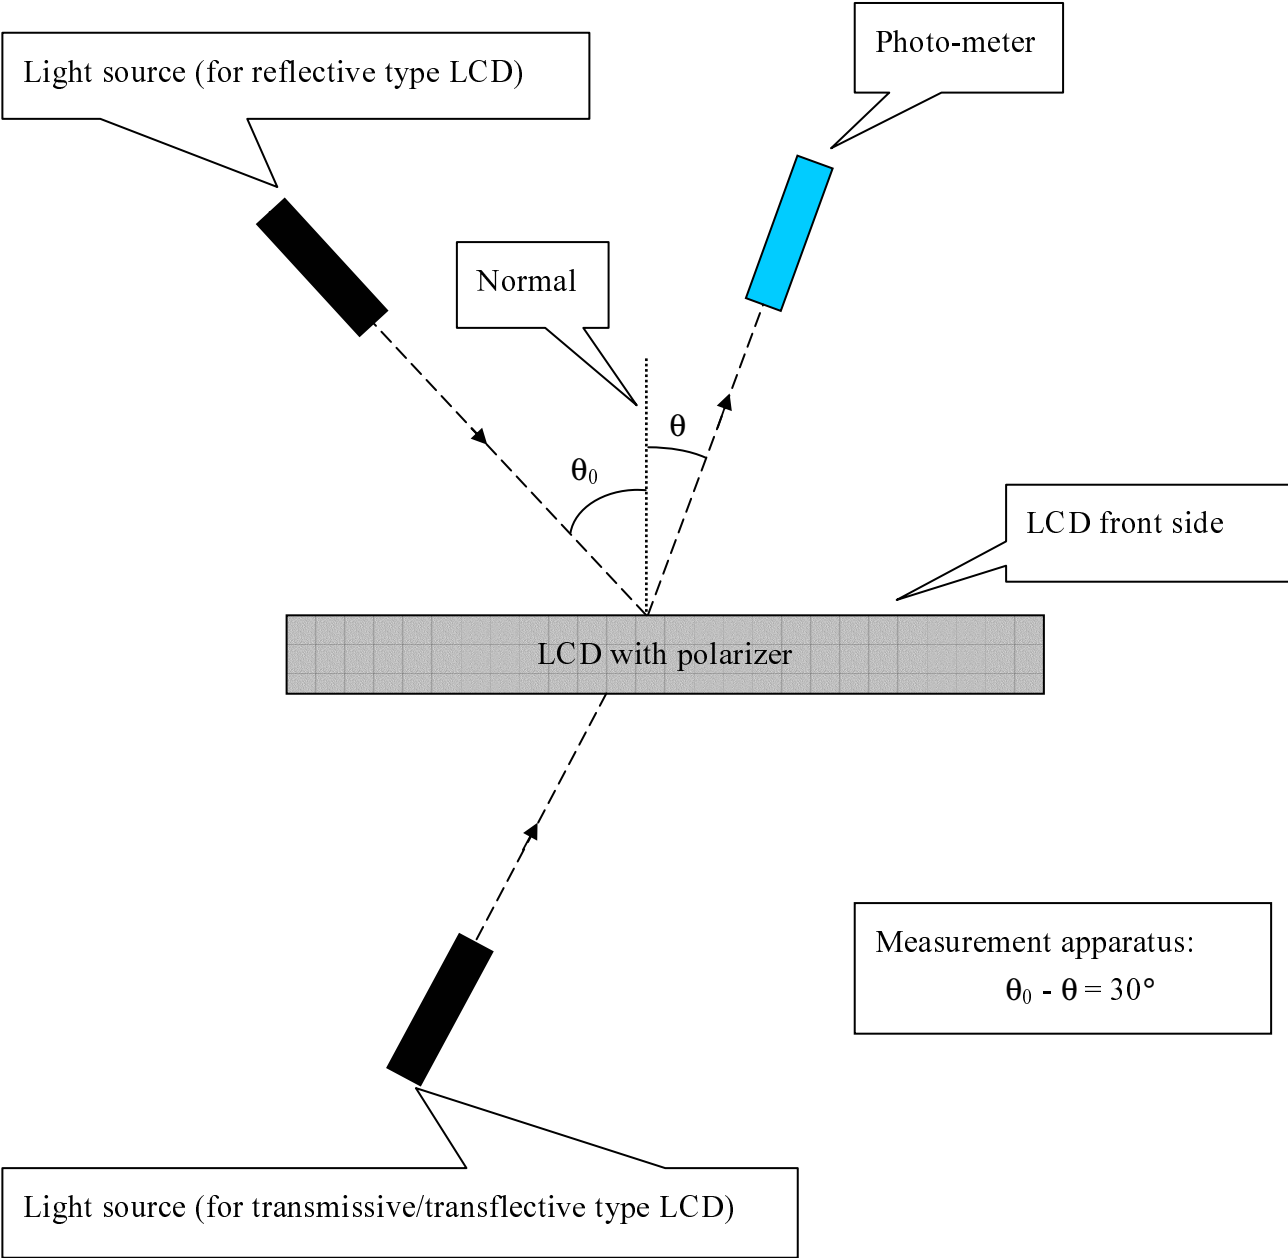 Photo-meter
Light source (for reflective type LCD)
Normal
θ
θ₀
LCD front side
LCD with polarizer
Measurement apparatus:
θ₀ - θ = 30°
Light source (for transmissive/transflective type LCD)